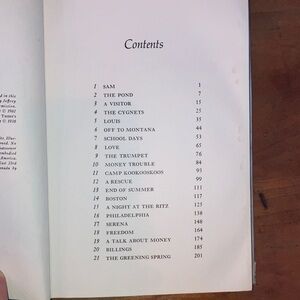 Contents
1 SAM 1
2 THE POND 7
3 A VISITOR 15
4 THE CYGNETS 25
5 LOUIS 35
6 OFF TO MONTANA 44
7 SCHOOL DAYS 53
8 LOVE 65
9 THE TRUMPET 76
10 MONEY TROUBLE 84
11 CAMP KOOKOOSKOOS 93
12 A RESCUE 99
13 END OF SUMMER 111
14 BOSTON 117
15 A NIGHT AT THE RITZ 125
16 PHILADELPHIA 138
17 SERENA 148
18 FREEDOM 164
19 A TALK ABOUT MONEY 174
20 BILLINGS 185
21 THE GREENING SPRING 201